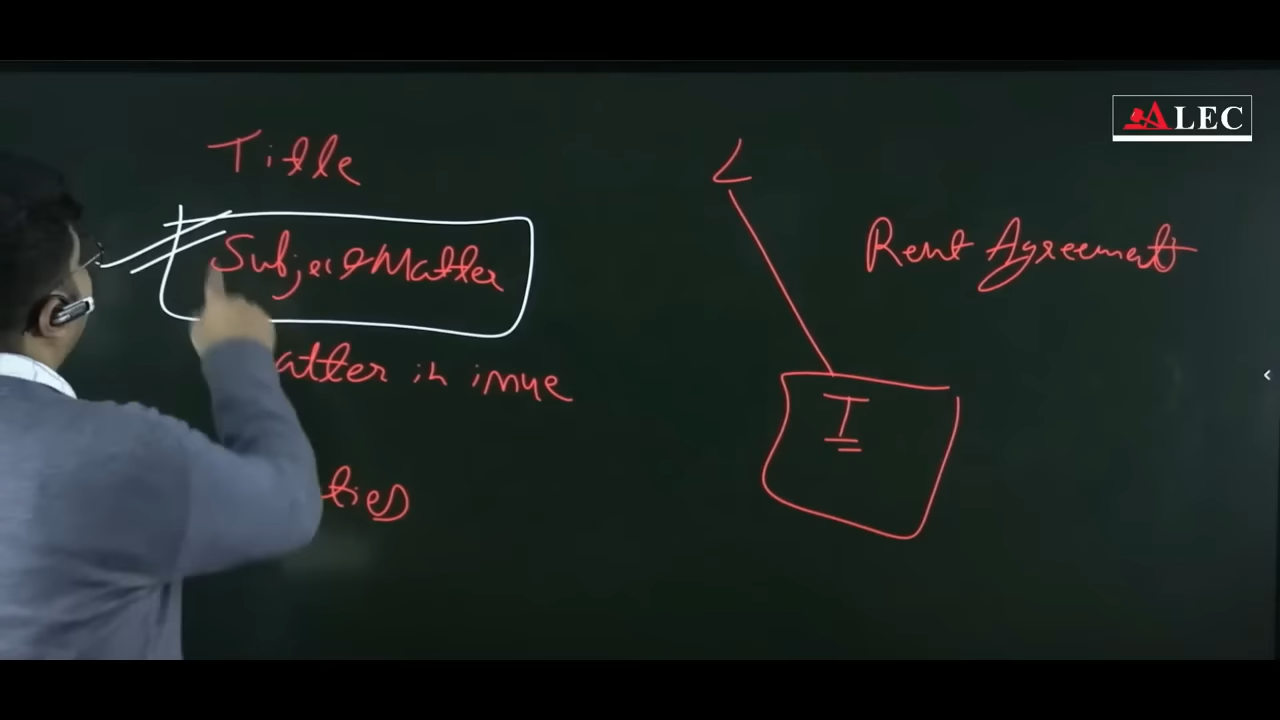 Title
Subject Matter
atter in issue
ties
L
Rent Agreement
I
ALEC